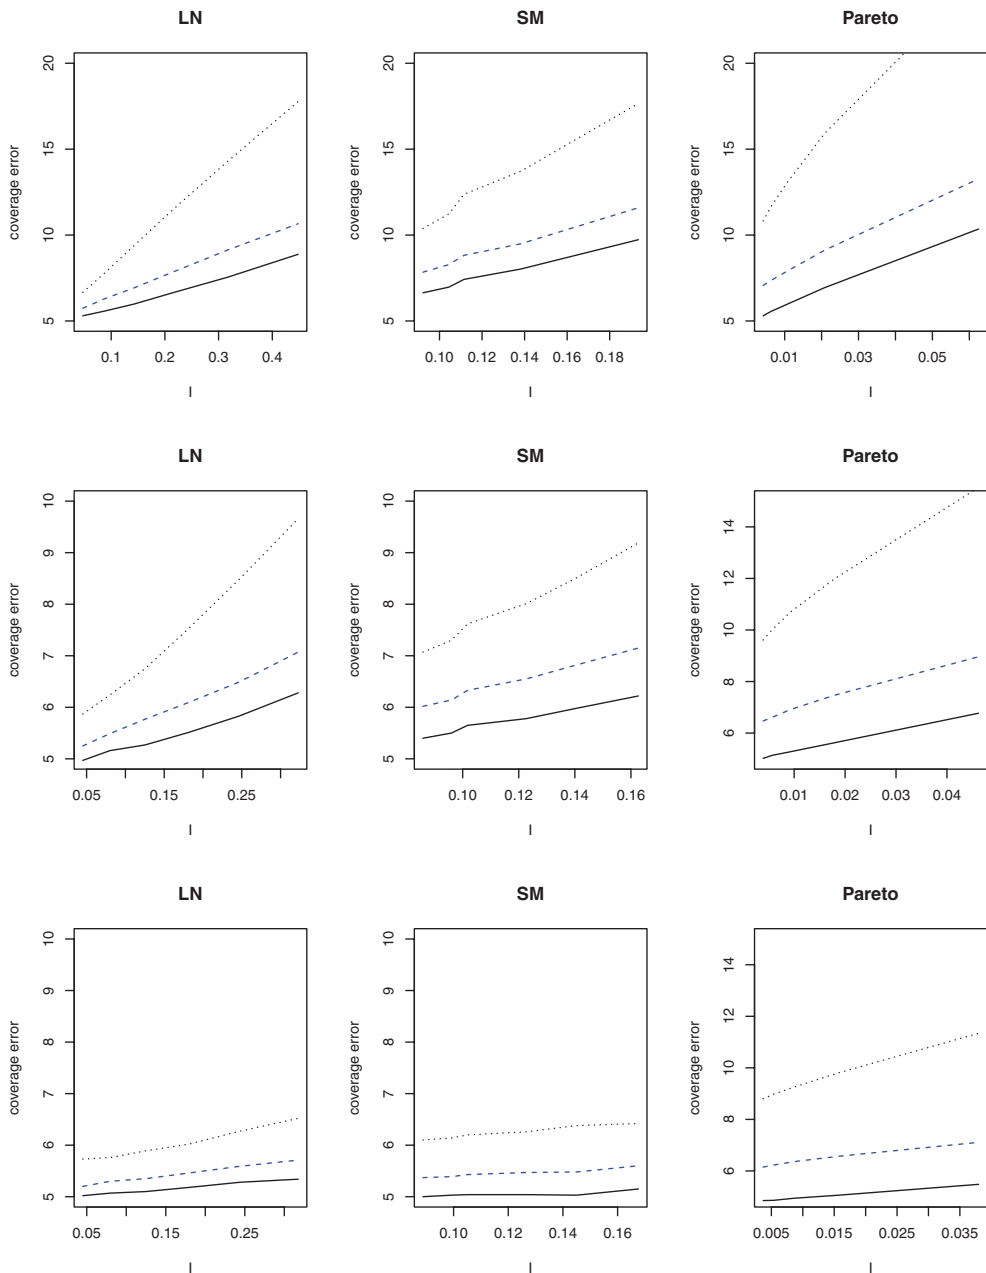 LN SM Pareto
coverage error
20
15
10
5
0.1 0.2 0.3 0.4
I
coverage error
20
15
10
5
0.10 0.12 0.14 0.16 0.18
I
coverage error
20
15
10
5
0.01 0.03 0.05
I
LN SM Pareto
coverage error
10
9
8
7
6
5
0.05 0.15 0.25
I
coverage error
10
9
8
7
6
5
0.10 0.12 0.14 0.16
I
coverage error
14
12
10
8
6
0.01 0.02 0.03 0.04
I
LN SM Pareto
coverage error
10
9
8
7
6
5
0.05 0.15 0.25
I
coverage error
10
9
8
7
6
5
0.10 0.12 0.14 0.16
I
coverage error
14
12
10
8
6
0.005 0.015 0.025 0.035
I